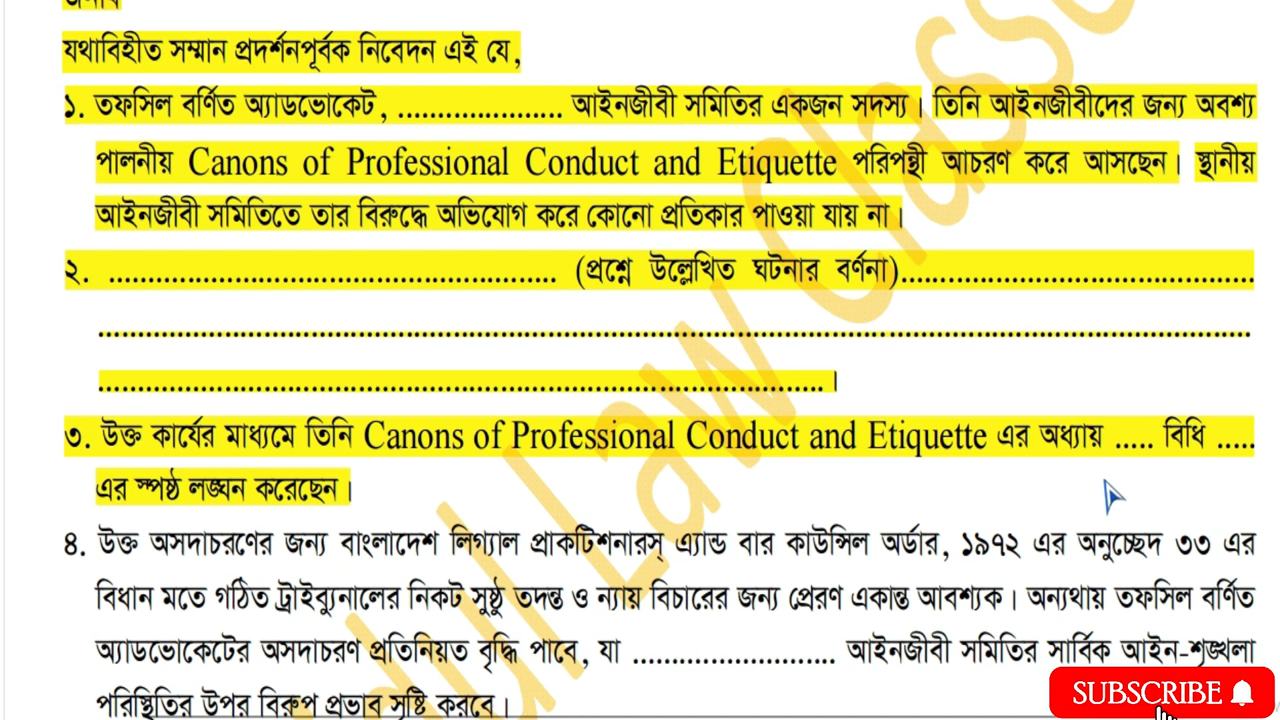 জনাব
যথাবিহীত সম্মান প্রদর্শনপূর্বক নিবেদন এই যে,
১. তফসিল বর্ণিত অ্যাডভোকেট, ..................... আইনজীবী সমিতির একজন সদস্য। তিনি আইনজীবীদের জন্য অবশ্য
পালনীয় Canons of Professional Conduct and Etiquette পরিপন্থী আচরণ করে আসছেন। স্থানীয়
আইনজীবী সমিতিতে তার বিরুদ্ধে অভিযোগ করে কোনো প্রতিকার পাওয়া যায় না।
২. ......................................................... (প্রশ্নে উল্লেখিত ঘটনার বর্ণনা).............................................
...................................................................................................................................................
............................................................................................।
৩. উক্ত কার্যের মাধ্যমে তিনি Canons of Professional Conduct and Etiquette এর অধ্যায় ..... বিধি .....
এর স্পষ্ঠ লঙ্ঘন করেছেন।
৪. উক্ত অসদাচরণের জন্য বাংলাদেশ লিগ্যাল প্রাকটিশনারস্ এ্যান্ড বার কাউন্সিল অর্ডার, ১৯৭২ এর অনুচ্ছেদ ৩৩ এর
বিধান মতে গঠিত ট্রাইব্যুনালের নিকট সুষ্ঠু তদন্ত ও ন্যায় বিচারের জন্য প্রেরণ একান্ত আবশ্যক। অন্যথায় তফসিল বর্ণিত
অ্যাডভোকেটের অসদাচরণ প্রতিনিয়ত বৃদ্ধি পাবে, যা .......................... আইনজীবী সমিতির সার্বিক আইন-শৃঙ্খলা
পরিস্থিতির উপর বিরুপ প্রভাব সৃষ্টি করবে।
Law Classe
SUBSCRIBE